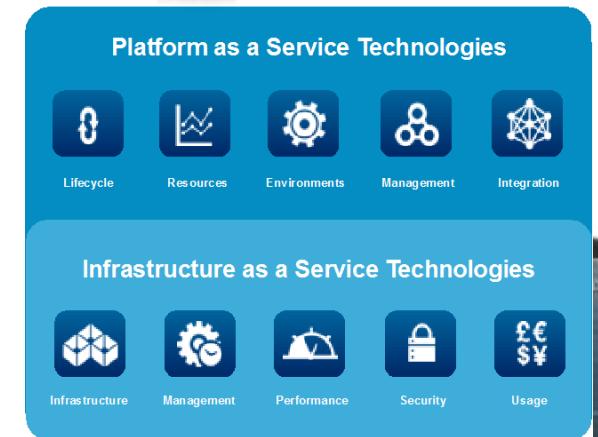 Platform as a Service Technologies
Lifecycle Resources Environments Management Integration
Infrastructure as a Service Technologies
£€
$¥
Infrastructure Management Performance Security Usage